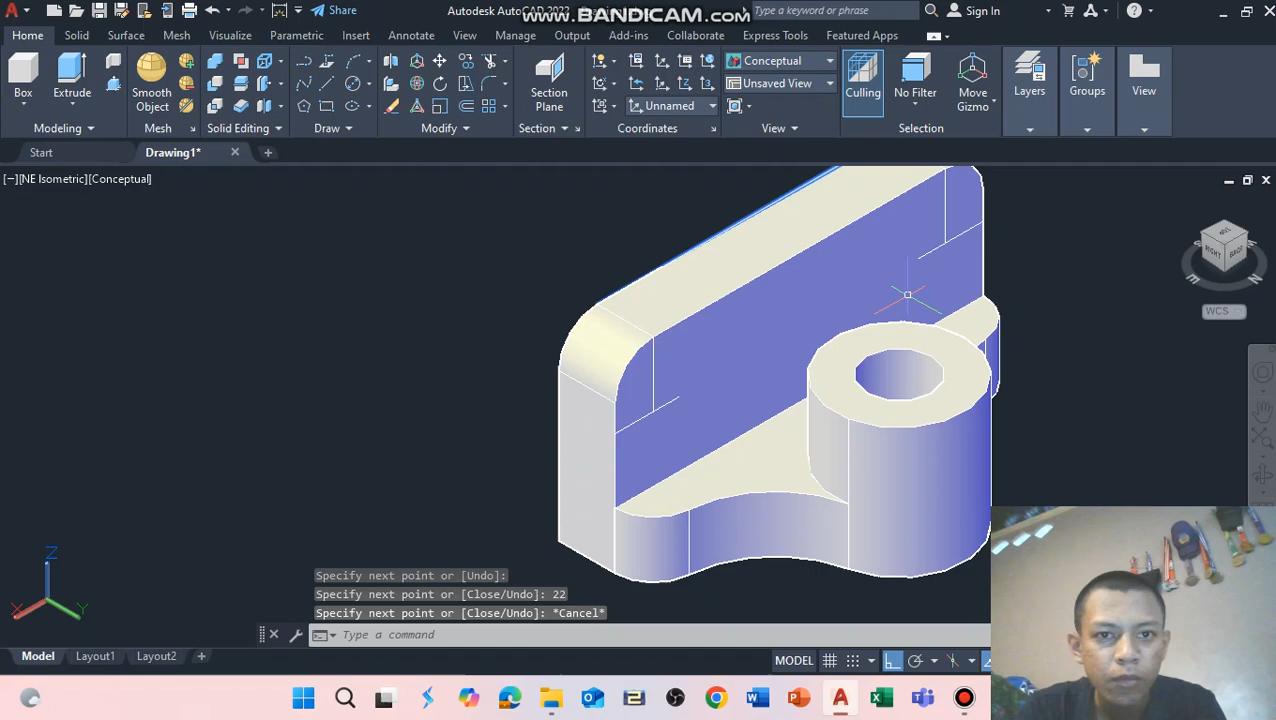 Share
Autodesk AutoCAD 202
www.BANDICAM.com
Type a keyword or phrase
Sign In
Home Solid Surface Mesh Visualize Parametric Insert Annotate View Manage Output Add-ins Collaborate Express Tools Featured Apps
Box
Extrude
Smooth
Object
Section
Plane
Conceptual
Unsaved View
Unnamed
Culling
No Filter
Move
Gizmo
Layers
Groups
View
Modeling Mesh Solid Editing Draw Modify Section Coordinates View Selection
Start Drawing1*
[−][NE Isometric][Conceptual]
WCS
Z
X
Y
Specify next point or [Undo]:
Specify next point or [Close/Undo]: 22
Specify next point or [Close/Undo]: *Cancel*
Type a command
Model Layout1 Layout2
MODEL